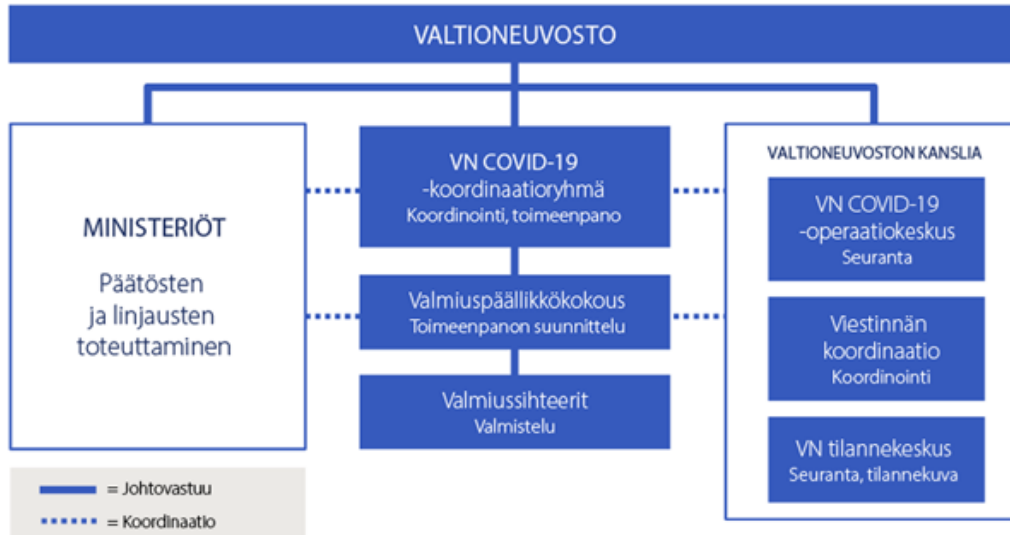 VALTIONEUVOSTO
MINISTERIÖT
Päätösten
ja linjausten
toteuttaminen
VN COVID-19
-koordinaatioryhmä
Koordinointi, toimeenpano
Valmiuspäällikkökokous
Toimeenpanon suunnittelu
Valmiussihteerit
Valmistelu
VALTIONEUVOSTON KANSLIA
VN COVID-19
-operaatiokeskus
Seuranta
Viestinnän
koordinaatio
Koordinointi
VN tilannekeskus
Seuranta, tilannekuva
= Johtovastuu
= Koordinaatio